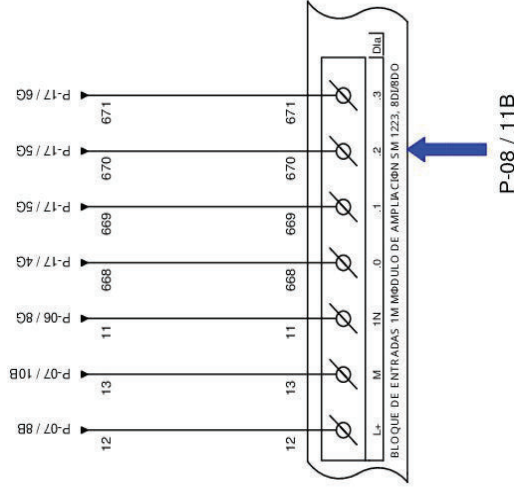 P-17 / 6G
P-17 / 5G
P-17 / 5G
P-17 / 4G
P-06 / 8G
P-07 / 10B
P-07 / 8B
671
670
669
668
11
13
12
671
670
669
668
11
13
12
DIa
.3
.2
.1
.0
1N
M
L+
BLOQUE DE ENTRADAS 1M MÓDULO DE AMPLIACIÓN SM 1223, 8DI/8DO
P-08 / 11B